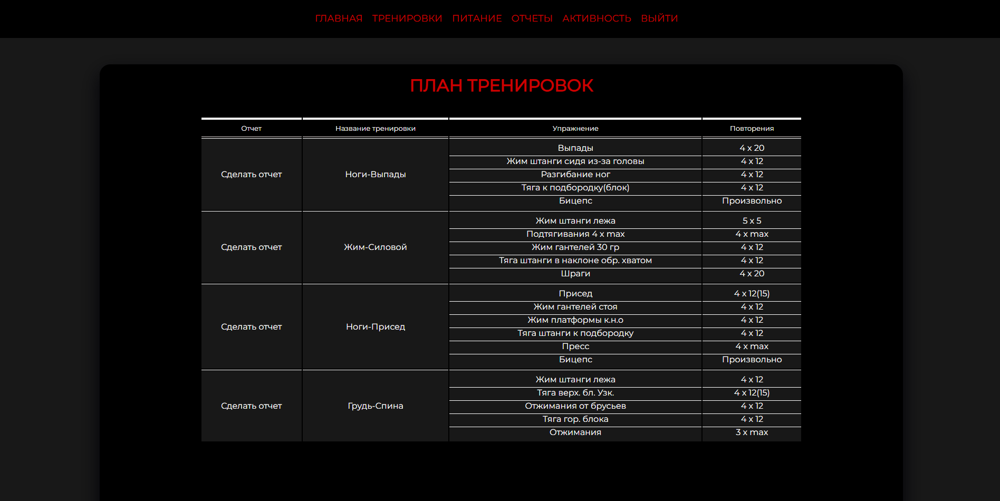 ГЛАВНАЯ ТРЕНИРОВКИ ПИТАНИЕ ОТЧЕТЫ АКТИВНОСТЬ ВЫЙТИ
ПЛАН ТРЕНИРОВОК
Отчет Название тренировки Упражнение Повторения
Выпады 4 x 20
Жим штанги сидя из-за головы 4 x 12
Сделать отчет Ноги-Выпады Разгибание ног 4 x 12
Тяга к подбородку(блок) 4 x 12
Бицепс Произвольно
Жим штанги лежа 5 x 5
Подтягивания 4 x max 4 x max
Сделать отчет Жим-Силовой Жим гантелей 30 гр 4 x 12
Тяга штанги в наклоне обр. хватом 4 x 12
Шраги 4 x 20
Присед 4 x 12(15)
Жим гантелей стоя 4 x 12
Жим платформы к.н.о 4 x 12
Сделать отчет Ноги-Присед
Тяга штанги к подбородку 4 x 12
Пресс 4 x max
Бицепс Произвольно
Жим штанги лежа 4 x 12
Тяга верх. бл. Узк. 4 x 12(15)
Сделать отчет Грудь-Спина Отжимания от брусьев 4 x 12
Тяга гор. блока 4 x 12
Отжимания 3 x max